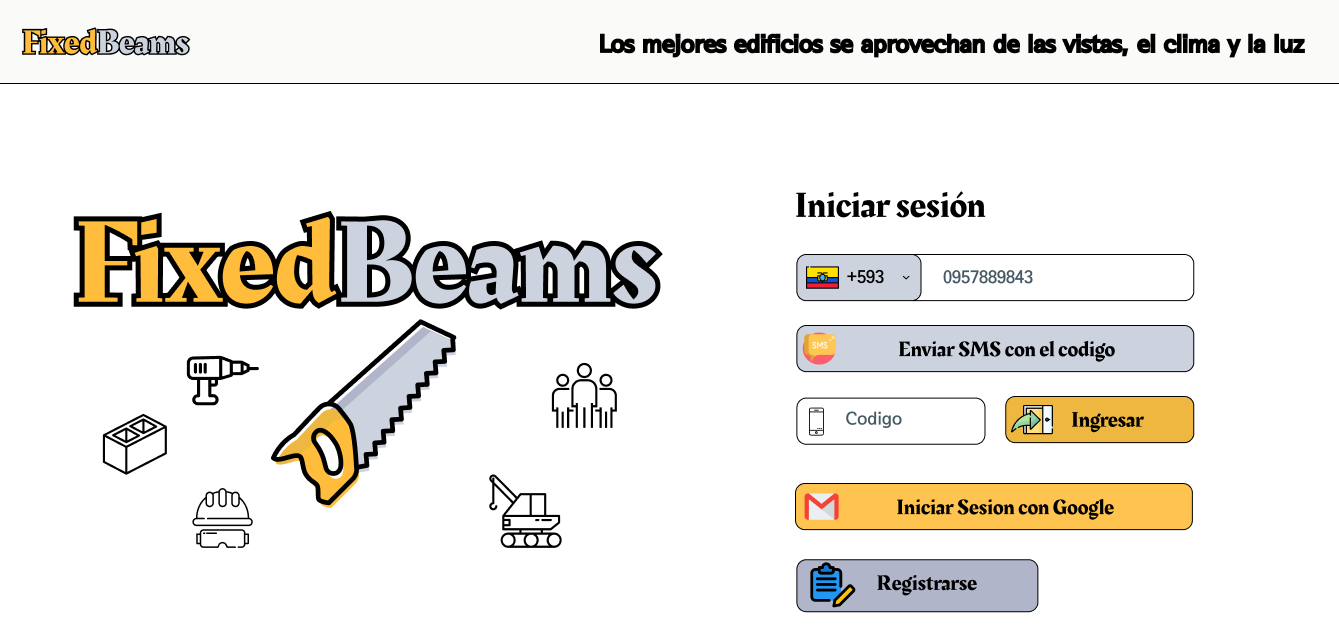 FixedBeams
Los mejores edificios se aprovechan de las vistas, el clima y la luz
FixedBeams
Iniciar sesión
+593
0957889843
SMS
Enviar SMS con el codigo
Codigo
Ingresar
Iniciar Sesion con Google
Registrarse